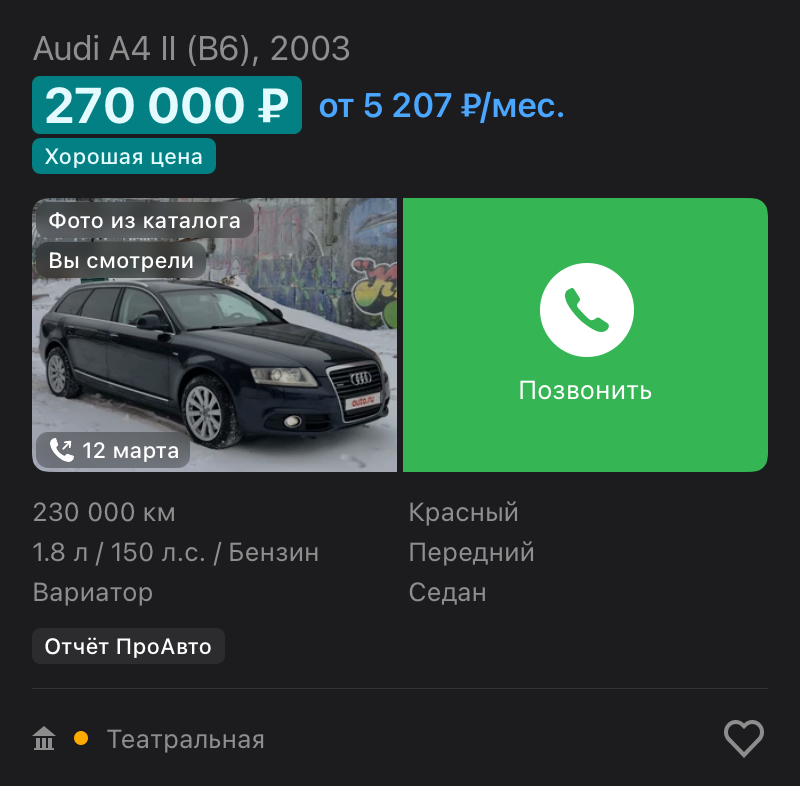 Audi A4 II (B6), 2003
270 000 ₽ от 5 207 ₽/мес.
Хорошая цена
Фото из каталога
Вы смотрели
auto.ru
12 марта
Позвонить
230 000 км
Красный
1.8 л / 150 л.с. / Бензин
Передний
Вариатор
Седан
Отчёт ПроАвто
Театральная